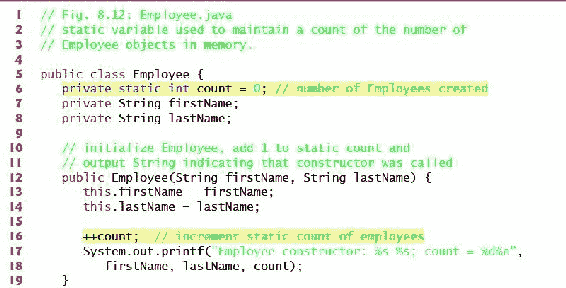 1 // Fig. 8.12: Employee.java
2 // static variable used to maintain a count of the number of
3 // Employee objects in memory.
4
5 public class Employee {
6 private static int count = 0; // number of Employees created
7 private String firstName;
8 private String lastName;
9
10 // initialize Employee, add 1 to static count and
11 // output String indicating that constructor was called
12 public Employee(String firstName, String lastName) {
13 this.firstName = firstName;
14 this.lastName = lastName;
15
16 ++count; // increment static count of employees
17 System.out.printf("Employee constructor: %s %s; count = %d%n",
18 firstName, lastName, count);
19 }